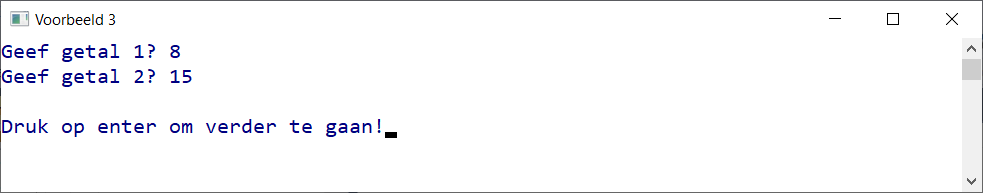 Voorbeeld 3
Geef getal 1? 8
Geef getal 2? 15
Druk op enter om verder te gaan!